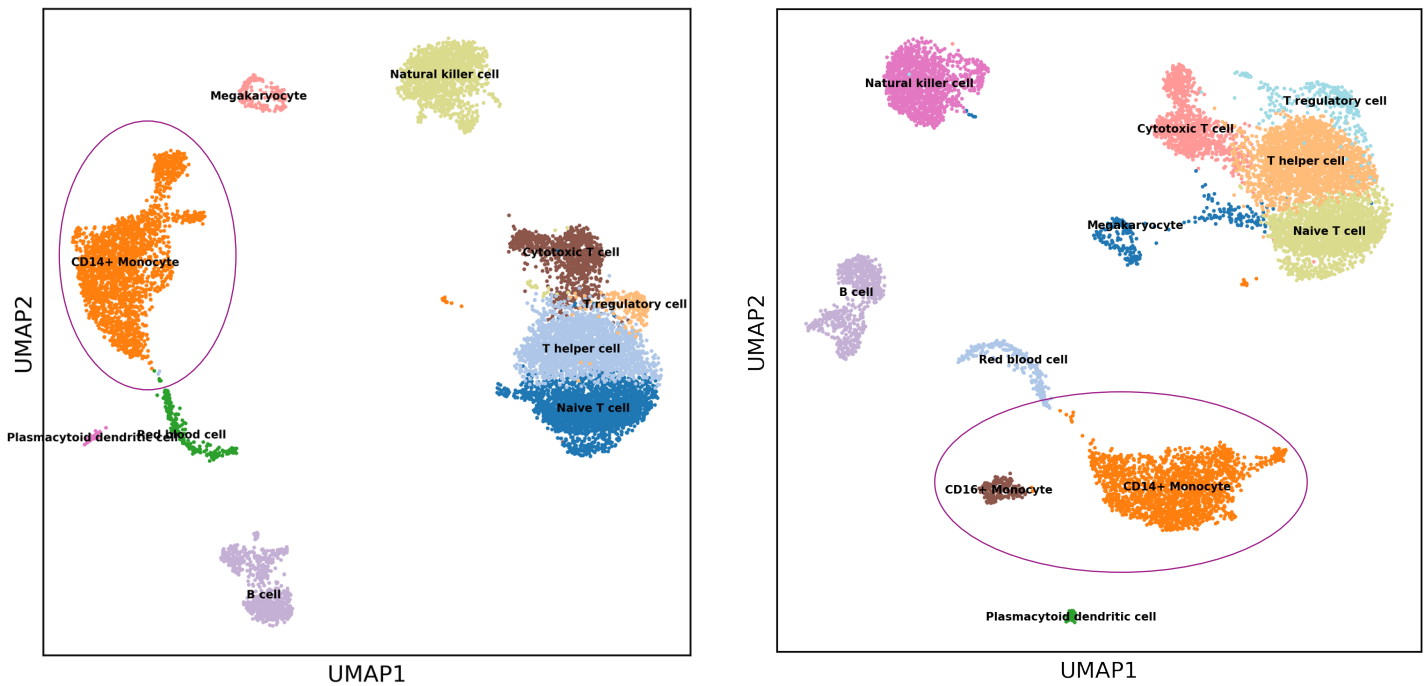 Natural killer cell
Megakaryocyte
CD14+ Monocyte
Cytotoxic T cell
T regulatory cell
T helper cell
Naive T cell
Plasmacytoid dendritic cell
Red blood cell
B cell
UMAP1
UMAP2
Natural killer cell
T regulatory cell
Cytotoxic T cell
T helper cell
Megakaryocyte
Naive T cell
B cell
Red blood cell
CD16+ Monocyte
CD14+ Monocyte
Plasmacytoid dendritic cell
UMAP1
UMAP2